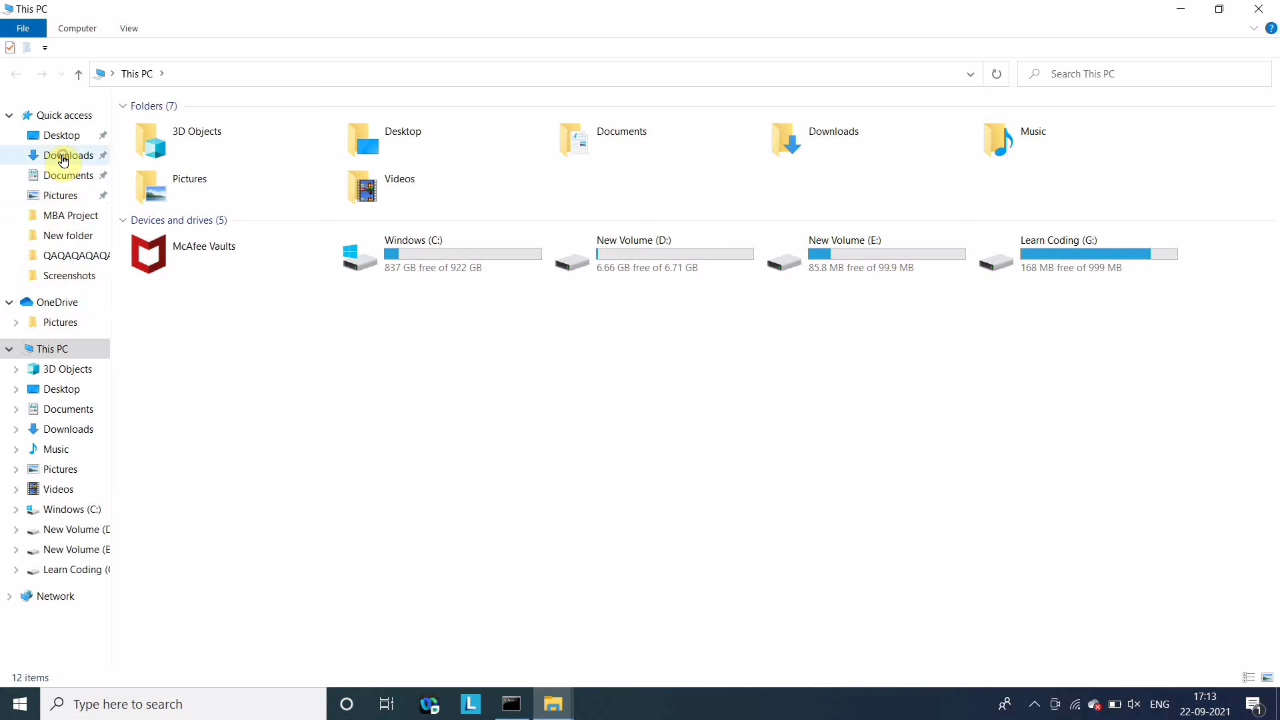 This PC
File
Computer
View
This PC
Search This PC
Quick access
Desktop
Downloads
Documents
Pictures
MBA Project
New folder
QAQAQAQAQA
Screenshots
OneDrive
Pictures
This PC
3D Objects
Desktop
Documents
Downloads
Music
Pictures
Videos
Windows (C:)
New Volume (D
New Volume (E
Learn Coding (
Network
Folders (7)
3D Objects
Desktop
Documents
Downloads
Music
Pictures
Videos
Devices and drives (5)
McAfee Vaults
Windows (C:)
837 GB free of 922 GB
New Volume (D:)
6.66 GB free of 6.71 GB
New Volume (E:)
85.8 MB free of 99.9 MB
Learn Coding (G:)
168 MB free of 999 MB
12 items
Type here to search
L
ENG
17:13
22-09-2021
1